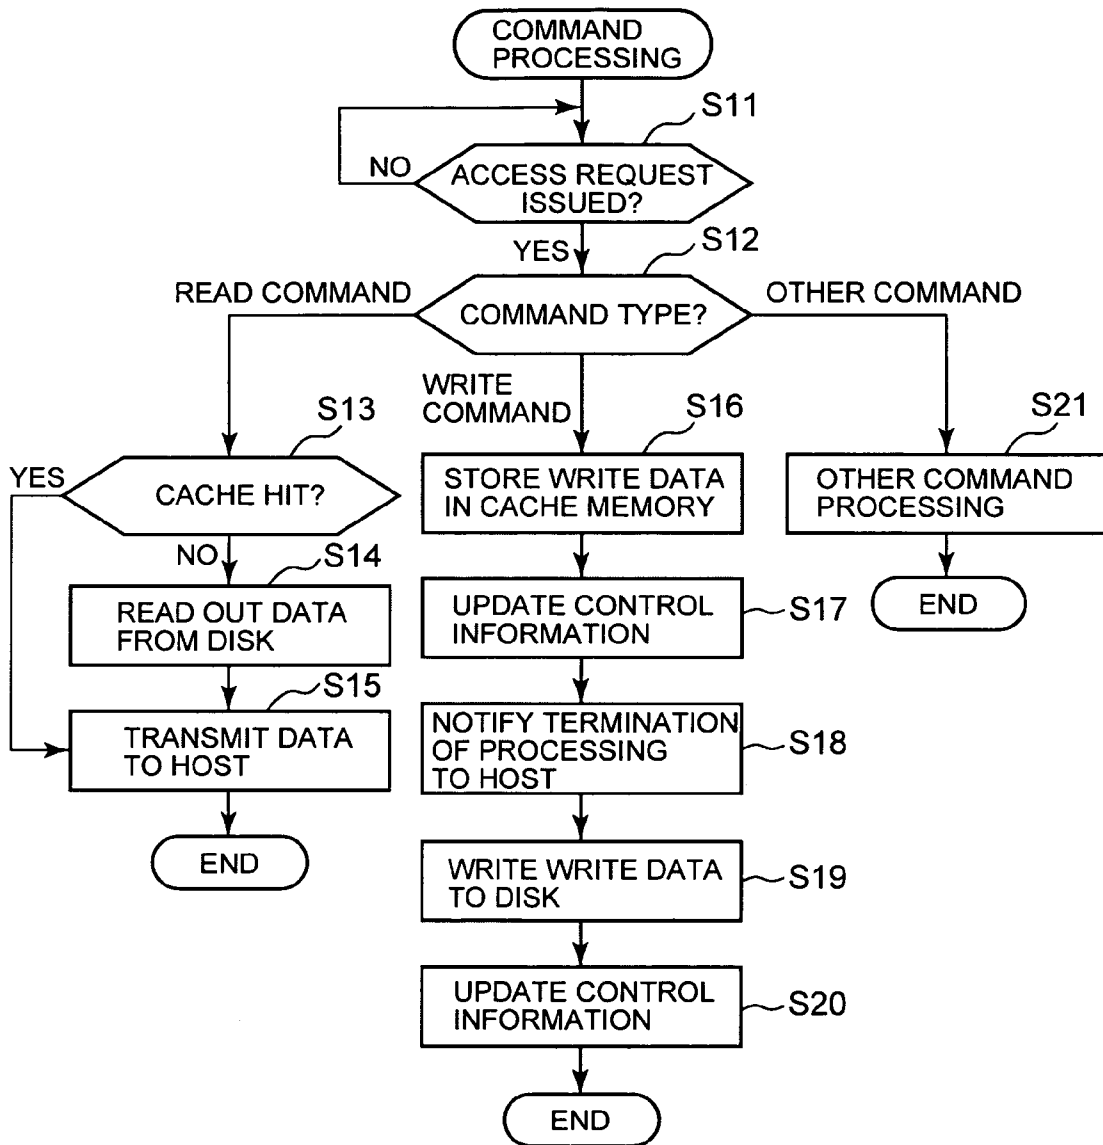 COMMAND
PROCESSING
S11
NO
ACCESS REQUEST
ISSUED?
YES
S12
READ COMMAND
COMMAND TYPE?
OTHER COMMAND
WRITE
COMMAND
S13
YES
CACHE HIT?
NO
S14
READ OUT DATA
FROM DISK
S15
TRANSMIT DATA
TO HOST
END
S16
STORE WRITE DATA
IN CACHE MEMORY
UPDATE CONTROL
INFORMATION
S17
NOTIFY TERMINATION
OF PROCESSING
TO HOST
S18
WRITE WRITE DATA
TO DISK
S19
UPDATE CONTROL
INFORMATION
S20
END
S21
OTHER COMMAND
PROCESSING
END